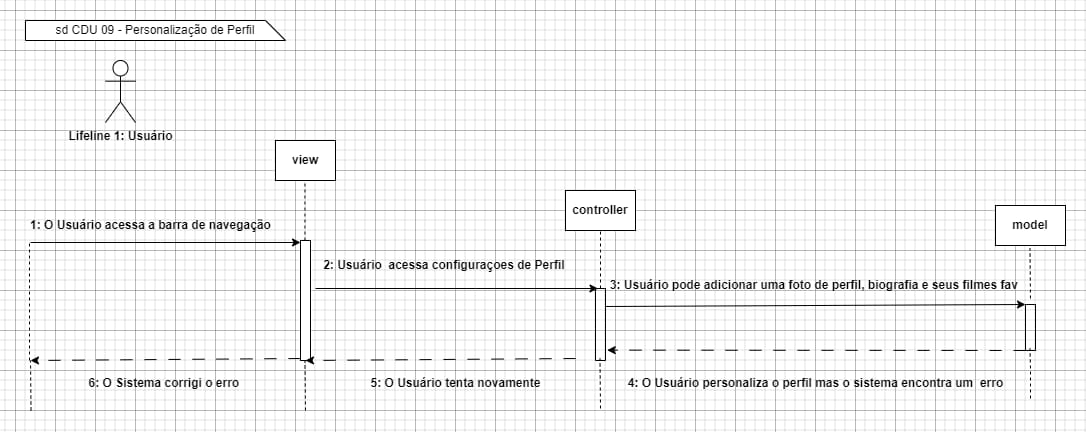 sd CDU 09 - Personalização de Perfil
Lifeline 1: Usuário
view
controller
model
1: O Usuário acessa a barra de navegação
2: Usuário acessa configuraçoes de Perfil
3: Usuário pode adicionar uma foto de perfil, biografia e seus filmes fav
6: O Sistema corrigi o erro
5: O Usuário tenta novamente
4: O Usuário personaliza o perfil mas o sistema encontra um erro